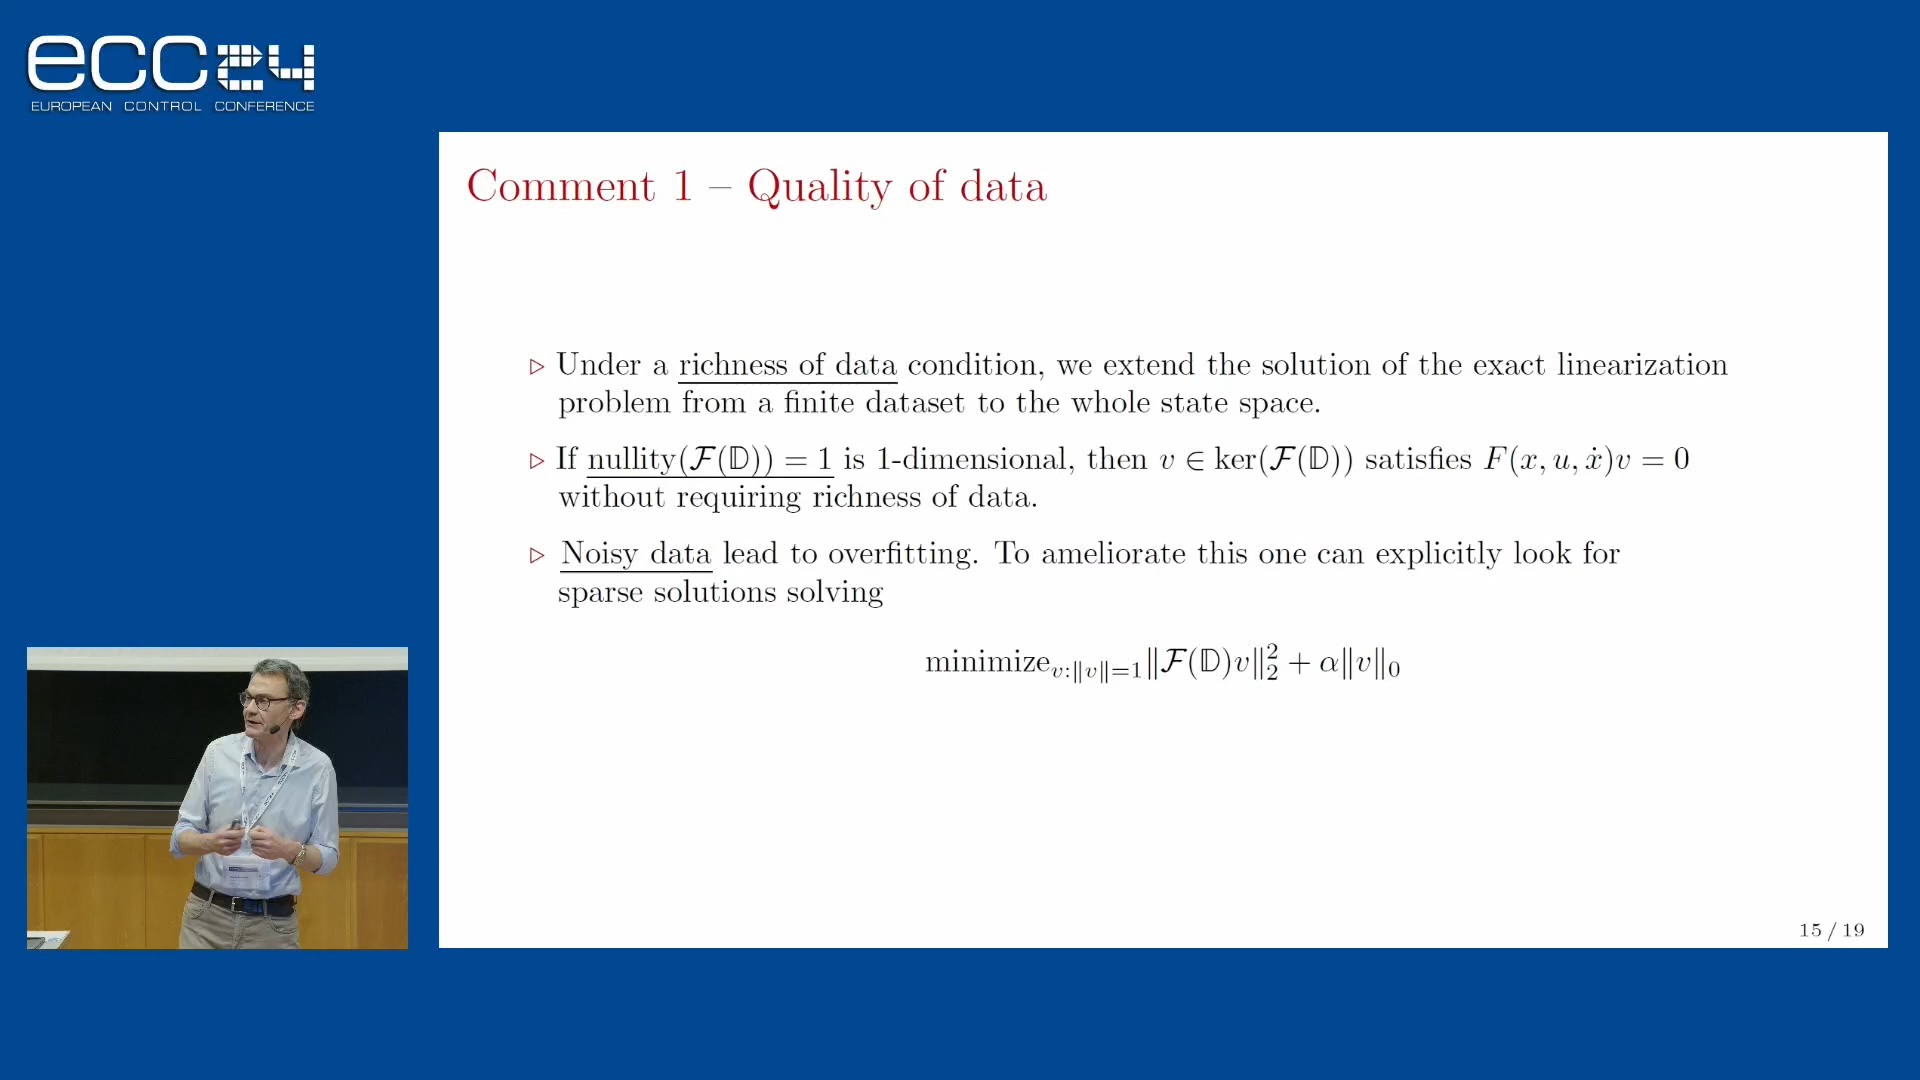 ecc24
EUROPEAN CONTROL CONFERENCE
Comment 1 – Quality of data
▹ Under a richness of data condition, we extend the solution of the exact linearization
problem from a finite dataset to the whole state space.
▹ If nullity(ℱ(𝔻)) = 1 is 1-dimensional, then v ∈ ker(ℱ(𝔻)) satisfies F(x, u, ẋ)v = 0
without requiring richness of data.
▹ Noisy data lead to overfitting. To ameliorate this one can explicitly look for
sparse solutions solving
minimize_{v:‖v‖=1} ‖ℱ(𝔻)v‖₂² + α‖v‖₀
15 / 19